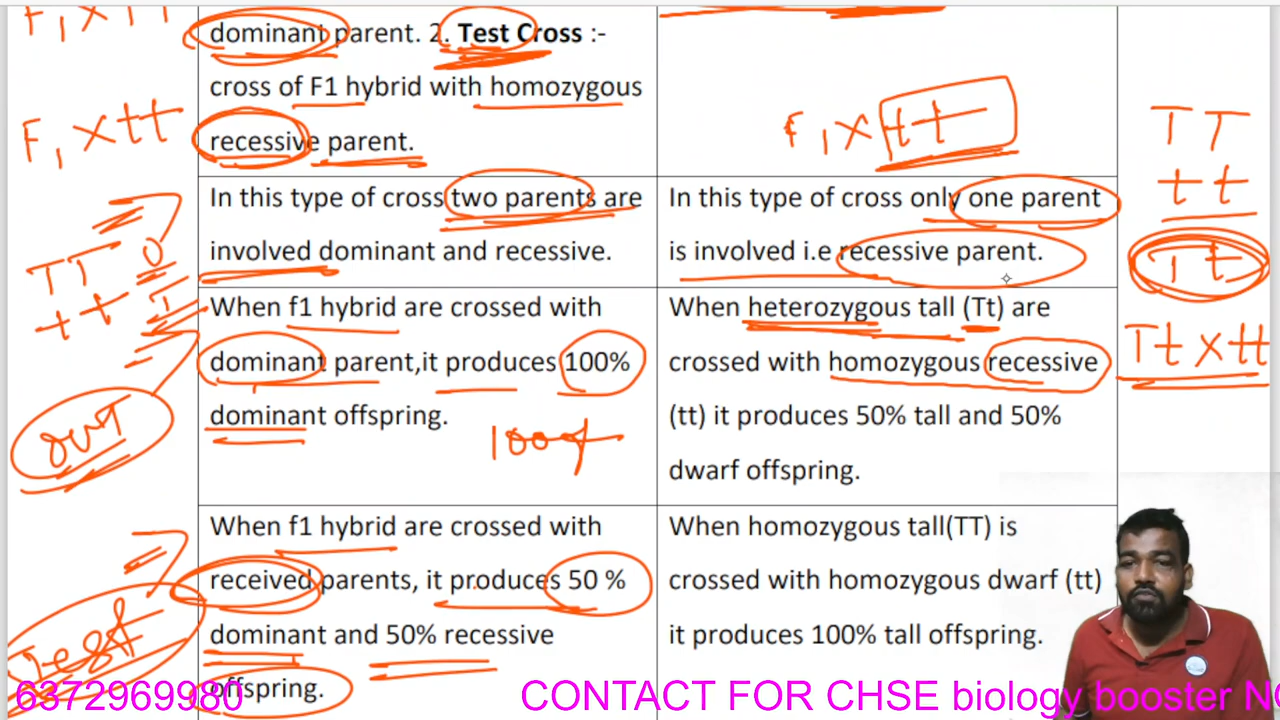 F1 X TT
dominant parent. 2. Test Cross :-
cross of F1 hybrid with homozygous
recessive parent.
F1 X tt
F1 X tt
TT
tt
Tt
Tt X tt
In this type of cross two parents are
involved dominant and recessive.
In this type of cross only one parent
is involved i.e recessive parent.
TT O
tt T
out
When f1 hybrid are crossed with
dominant parent,it produces 100%
dominant offspring.
100%
When heterozygous tall (Tt) are
crossed with homozygous recessive
(tt) it produces 50% tall and 50%
dwarf offspring.
Test
When f1 hybrid are crossed with
received parents, it produces 50 %
dominant and 50% recessive
offspring.
When homozygous tall(TT) is
crossed with homozygous dwarf (tt)
it produces 100% tall offspring.
6372969980
CONTACT FOR CHSE biology booster NO